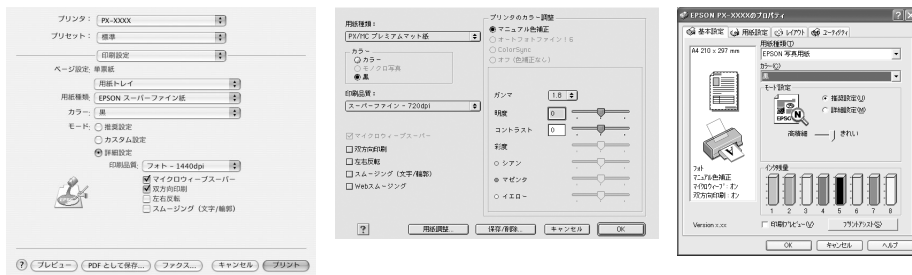 プリンタ： PX-XXXX
プリセット： 標準
印刷設定
ページ設定: 単票紙
用紙トレイ
用紙種類: EPSON スーパーファイン紙
カラー: 黒
モード: 推奨設定
カスタム設定
詳細設定
印刷品質: フォト - 1440dpi
マイクロウィーブスーパー
双方向印刷
左右反転
スムージング（文字/輪郭）
? プレビュー PDF として保存... ファクス... キャンセル プリント
用紙種類：
PX/MC プレミアムマット紙
カラー
カラー
モノクロ写真
黒
印刷品質：
スーパーファイン - 720dpi
マイクロウィーブスーパー
双方向印刷
左右反転
スムージング（文字/輪郭）
Webスムージング
プリンタのカラー調整
マニュアル色補正
オートフォトファイン！6
ColorSync
オフ（色補正なし）
ガンマ 1.8
明度 0
コントラスト 0
彩度
シアン
マゼンタ
イエロー
? 用紙調整... 保存/削除... キャンセル OK
EPSON PX-XXXXのプロパティ
基本設定 用紙設定 レイアウト ユーティリティ
A4 210 x 297 mm
用紙種類(T)
EPSON 写真用紙
カラー(C)
黒
モード設定
推奨設定(U)
詳細設定(E)
高精細 きれい
フォト
マニュアル色補正
マイクロウィーブ：オン
双方向印刷：オン
インク残量
1 2 3 4 5 6 7 8
Version x.xx
印刷プレビュー(V)
プリントアシスト(S)
OK キャンセル ヘルプ